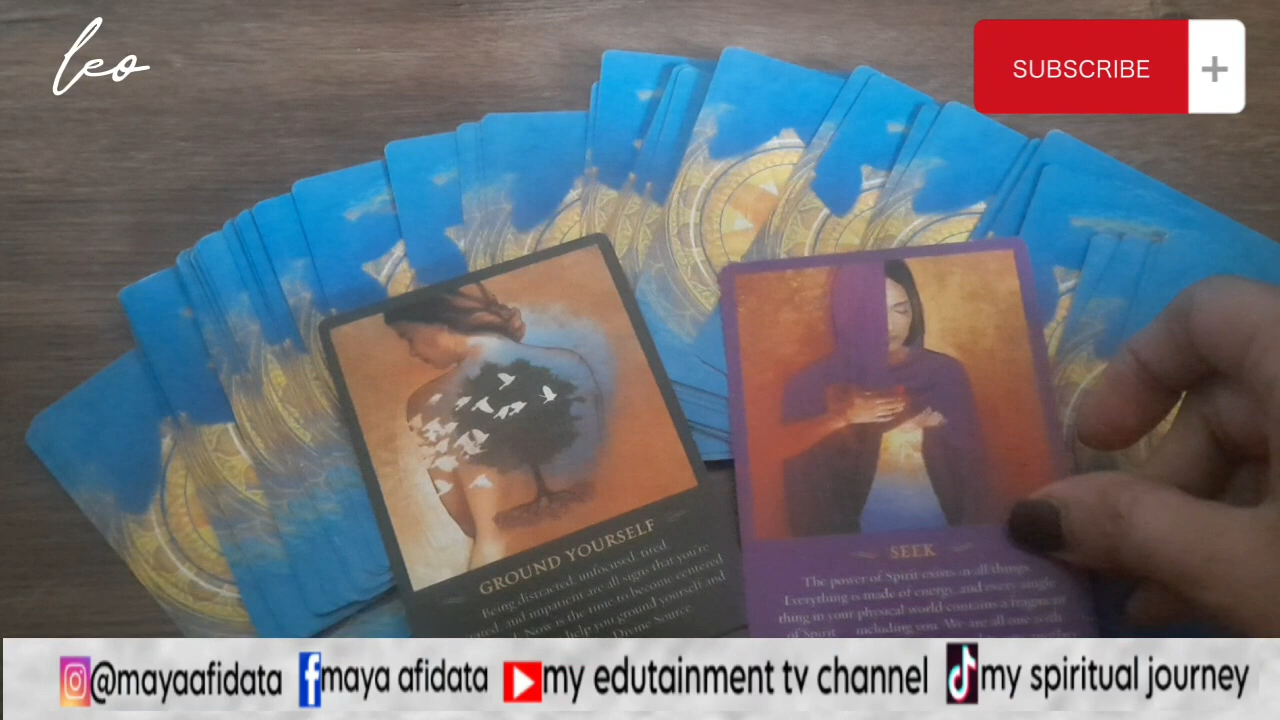 leo
SUBSCRIBE +
GROUND YOURSELF
Being distracted, unfocused, tired,
and impatient are all signs that you're
Now is the time to become centered
help you ground yourself and
Divine Source
SEEK
The power of Spirit exists in all things.
Everything is made of energy, and every single
thing in your physical world contains a fragment
of Spirit including you. We are all one with
@mayaafidata maya afidata my edutainment tv channel my spiritual journey